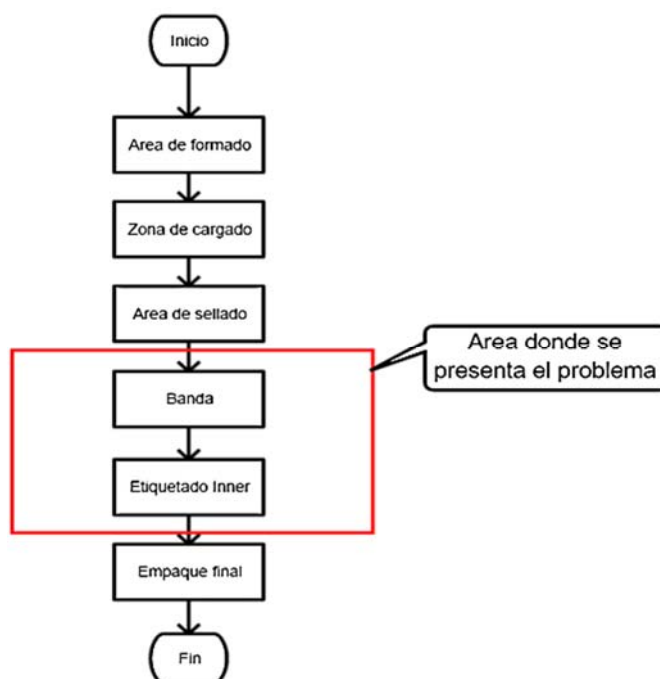 Inicio
Area de formado
Zona de cargado
Area de sellado
Area donde se
presenta el problema
Banda
Etiquetado Inner
Empaque final
Fin